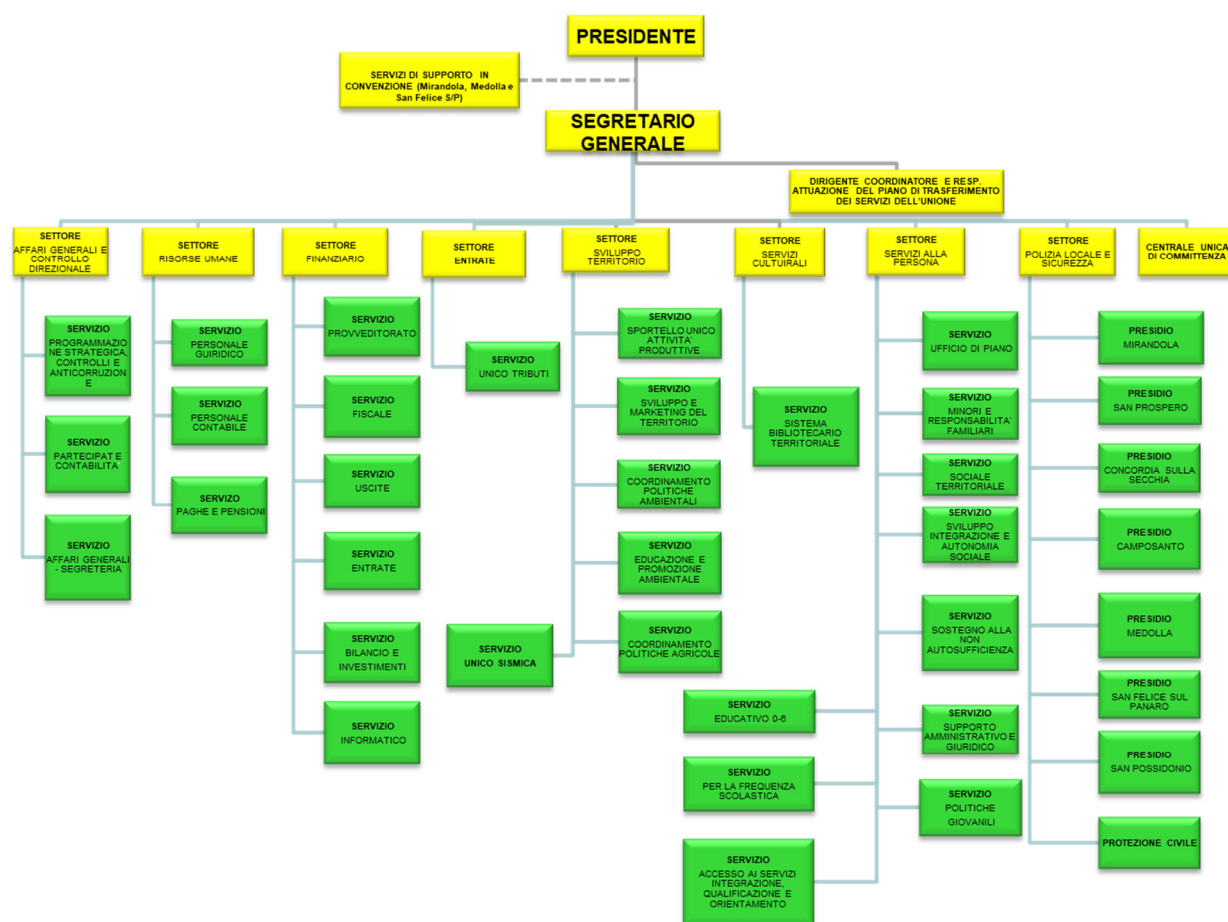 PRESIDENTE
SERVIZI DI SUPPORTO IN
CONVENZIONE (Mirandola, Medolla e
San Felice S/P)
SEGRETARIO
GENERALE
DIRIGENTE COORDINATORE E RESP.
ATTUAZIONE DEL PIANO DI TRASFERIMENTO
DEI SERVIZI DELL'UNIONE
SETTORE
AFFARI GENERALI E
CONTROLLO
DIREZIONALE
SETTORE
RISORSE UMANE
SETTORE
FINANZIARIO
SETTORE
ENTRATE
SETTORE
SVILUPPO
TERRITORIO
SETTORE
SERVIZI
CULTUIRALI
SETTORE
SERVIZI ALLA
PERSONA
SETTORE
POLIZIA LOCALE E
SICUREZZA
CENTRALE UNICA
DI COMMITTENZA
SERVIZIO
PROGRAMMAZIO
NE STRATEGICA,
CONTROLLI E
ANTICORRUZION
E
SERVIZIO
PARTECIPAT E
CONTABILITA'
SERVIZIO
AFFARI GENERALI
- SEGRETERIA
SERVIZIO
PERSONALE
GUIRIDICO
SERVIZIO
PERSONALE
CONTABILE
SERVIZO
PAGHE E PENSIONI
SERVIZIO
PROVVEDITORATO
SERVIZIO
FISCALE
SERVIZIO
USCITE
SERVIZIO
ENTRATE
SERVIZIO
BILANCIO E
INVESTIMENTI
SERVIZIO
INFORMATICO
SERVIZIO
UNICO TRIBUTI
SERVIZIO
SPORTELLO UNICO
ATTIVITA' 
PRODUTTIVE
SERVIZIO
SVILUPPO E
MARKETING DEL
TERRITORIO
SERVIZIO
COORDINAMENTO
POLITICHE
AMBIENTALI
SERVIZIO
EDUCAZIONE E
PROMOZIONE
AMBIENTALE
SERVIZIO
COORDINAMENTO
POLITICHE AGRICOLE
SERVIZIO
UNICO SISMICA
SERVIZIO
SISTEMA
BIBLIOTECARIO
TERRITORIALE
SERVIZIO
UFFICIO DI PIANO
SERVIZIO
MINORI E
RESPONSABILITA'
FAMILIARI
SERVIZIO
SOCIALE
TERRITORIALE
SERVIZIO
SVILUPPO
INTEGRAZIONE E
AUTONOMIA
SOCIALE
SERVIZIO
SOSTEGNO ALLA
NON
AUTOSUFFICIENZA
SERVIZIO
SUPPORTO
AMMINISTRATIVO E
GIURIDICO
SERVIZIO
POLITICHE
GIOVANILI
SERVIZIO
EDUCATIVO 0-6
SERVIZIO
PER LA FREQUENZA
SCOLASTICA
SERVIZIO
ACCESSO AI SERVIZI
INTEGRAZIONE,
QUALIFICAZIONE E
ORIENTAMENTO
PRESIDIO
MIRANDOLA
PRESIDIO
SAN PROSPERO
PRESIDIO
CONCORDIA SULLA
SECCHIA
PRESIDIO
CAMPOSANTO
PRESIDIO
MEDOLLA
PRESIDIO
SAN FELICE SUL
PANARO
PRESIDIO
SAN POSSIDONIO
PROTEZIONE CIVILE